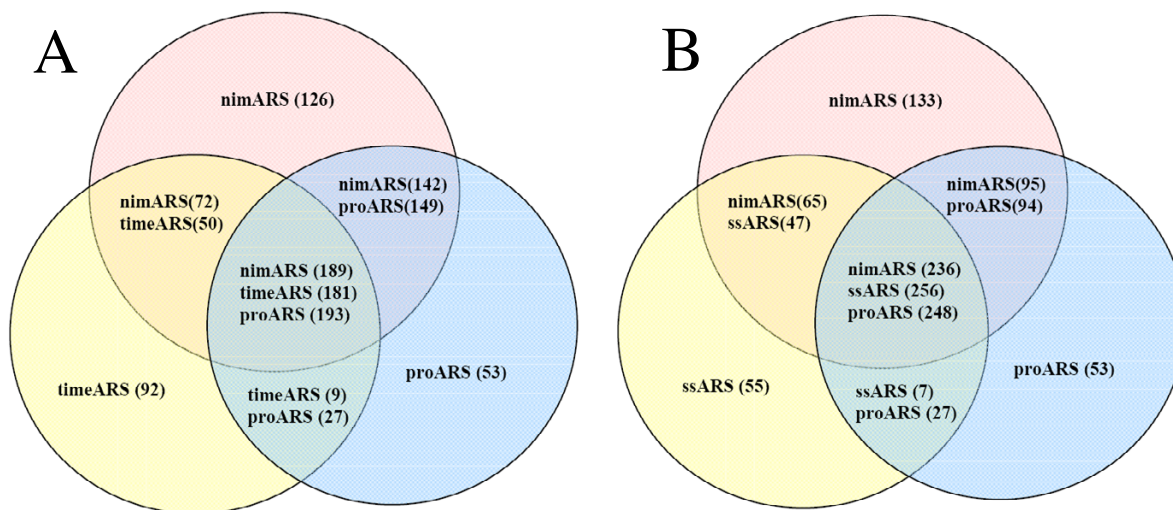 A
nimARS (126)
nimARS(72)
timeARS(50)
nimARS(142)
proARS(149)
nimARS (189)
timeARS (181)
proARS (193)
timeARS (92)
timeARS (9)
proARS (27)
proARS (53)
B
nimARS (133)
nimARS(65)
ssARS(47)
nimARS(95)
proARS(94)
nimARS (236)
ssARS (256)
proARS (248)
ssARS (55)
ssARS (7)
proARS (27)
proARS (53)